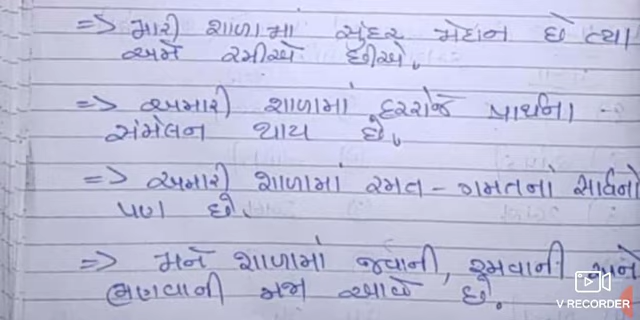 => મારી શાળામા સુંદર મેદાન છે ત્યા
અમે રમીએ છીએ.
=> અમારી શાળામાં દરરોજ પ્રાર્થના
સંમેલન થાય છે.
=> અમારી શાળામાં રમત - ગમતનાં સાધનો
પણ છે.
=> મને શાળામાં જવાની, રમવાની અને
ભણવાની મજા આવે છે.
V RECORDER